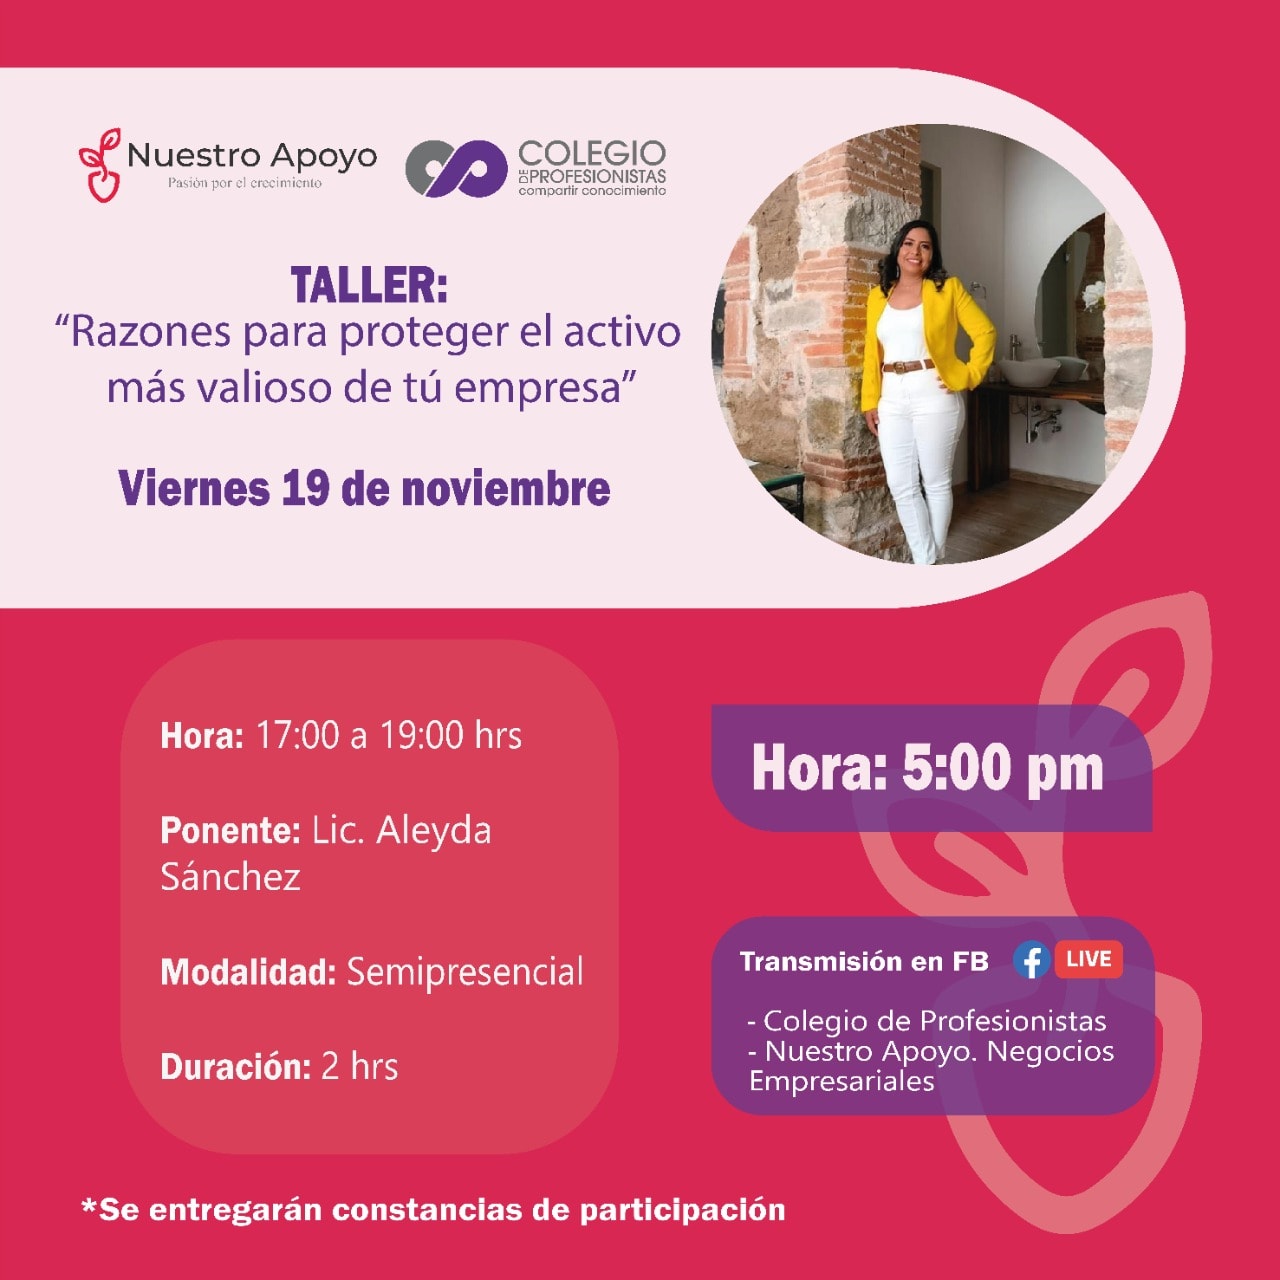 Nuestro Apoyo
Pasión por el crecimiento
COLEGIO
DE PROFESIONISTAS
compartir conocimiento
TALLER:
“Razones para proteger el activo
más valioso de tú empresa”
Viernes 19 de noviembre
Hora: 17:00 a 19:00 hrs
Ponente: Lic. Aleyda
Sánchez
Modalidad: Semipresencial
Duración: 2 hrs
Hora: 5:00 pm
Transmisión en FB f LIVE
- Colegio de Profesionistas
- Nuestro Apoyo. Negocios
Empresariales
*Se entregarán constancias de participación